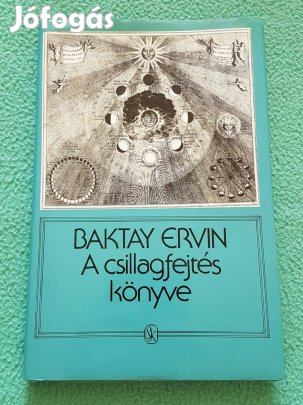 Jófogás
BAKTAY ERVIN
A csillagfejtés
könyve